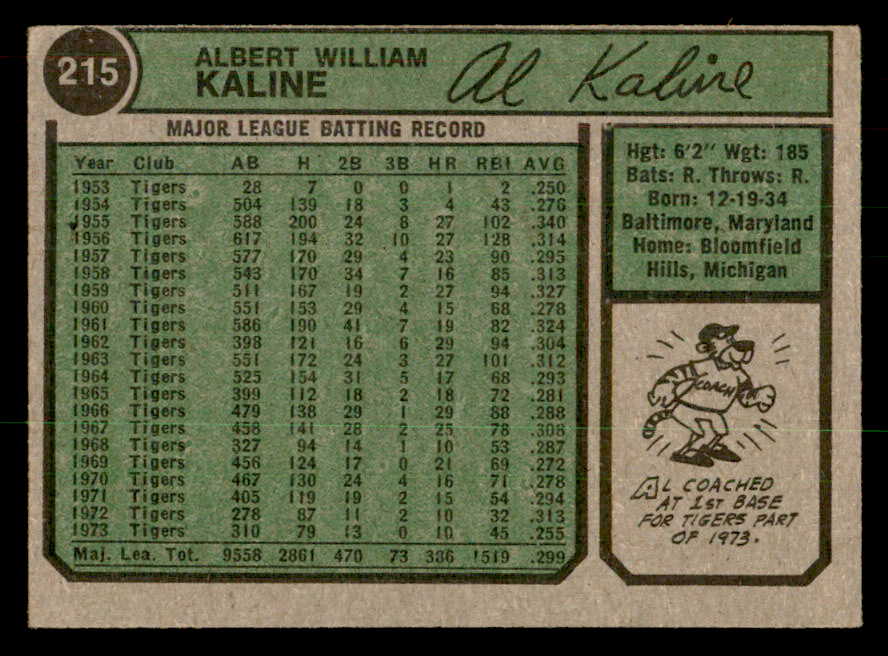 215
ALBERT WILLIAM
KALINE
Al Kaline
MAJOR LEAGUE BATTING RECORD
Year Club AB H 2B 3B HR RBI AVG
1953 Tigers 28 7 0 0 1 2 .250
1954 Tigers 504 139 18 3 4 43 .276
1955 Tigers 588 200 24 8 27 102 .340
1956 Tigers 617 194 32 10 27 128 .314
1957 Tigers 577 170 29 4 23 90 .295
1958 Tigers 543 170 34 7 16 85 .313
1959 Tigers 511 167 19 2 27 94 .327
1960 Tigers 551 153 29 4 15 68 .278
1961 Tigers 586 190 41 7 19 82 .324
1962 Tigers 398 121 16 6 29 94 .304
1963 Tigers 551 172 24 3 27 101 .312
1964 Tigers 525 154 31 5 17 68 .293
1965 Tigers 399 112 18 2 18 72 .281
1966 Tigers 479 138 29 1 29 88 .288
1967 Tigers 458 141 28 2 25 78 .308
1968 Tigers 327 94 14 1 10 53 .287
1969 Tigers 456 124 17 0 21 69 .272
1970 Tigers 467 130 24 4 16 71 .278
1971 Tigers 405 119 19 2 15 54 .294
1972 Tigers 278 87 11 2 10 32 .313
1973 Tigers 310 79 13 0 10 45 .255
Maj. Lea. Tot. 9558 2861 470 73 386 1519 .299
Hgt: 6'2" Wgt: 185
Bats: R. Throws: R.
Born: 12-19-34
Baltimore, Maryland
Home: Bloomfield
Hills, Michigan
COACH
AL COACHED
AT 1ST BASE
FOR TIGERS PART
OF 1973.